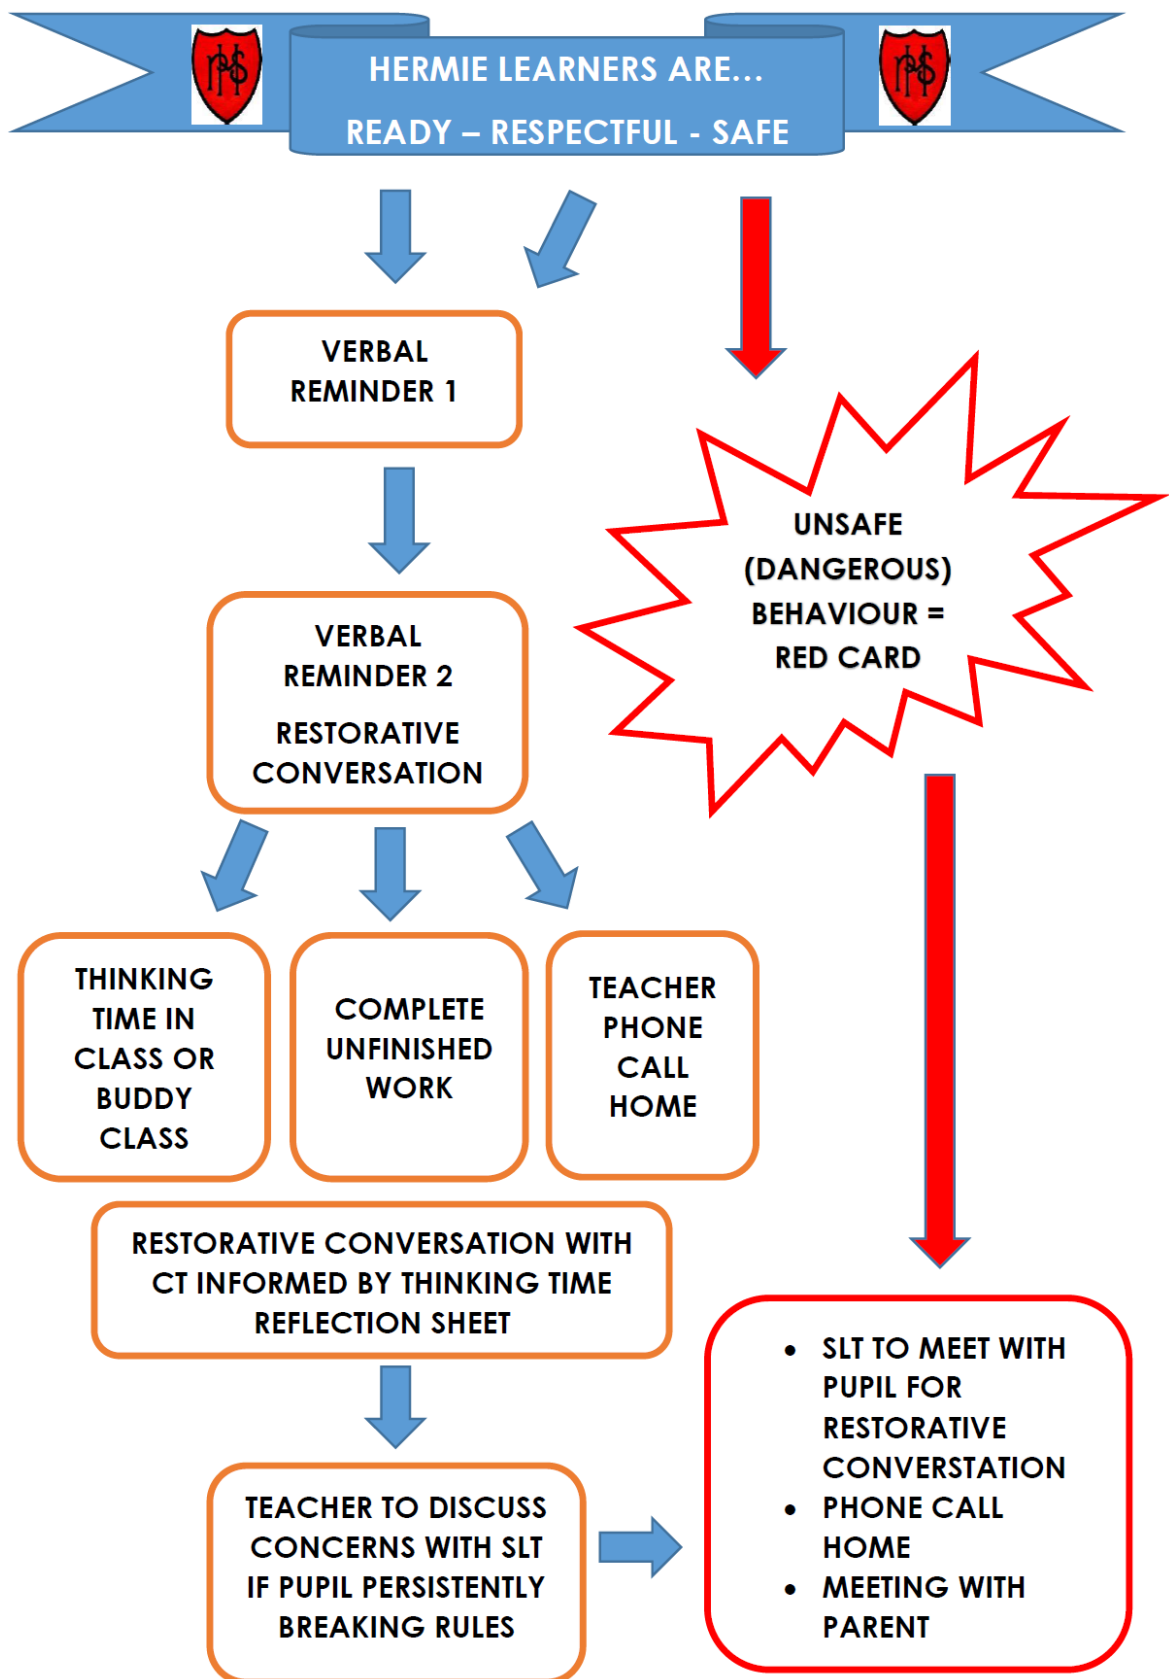 HERMIE LEARNERS ARE...
READY – RESPECTFUL - SAFE
VERBAL
REMINDER 1
UNSAFE
(DANGEROUS)
BEHAVIOUR =
RED CARD
VERBAL
REMINDER 2
RESTORATIVE
CONVERSATION
THINKING
TIME IN
CLASS OR
BUDDY
CLASS
COMPLETE
UNFINISHED
WORK
TEACHER
PHONE
CALL
HOME
RESTORATIVE CONVERSATION WITH
CT INFORMED BY THINKING TIME
REFLECTION SHEET
TEACHER TO DISCUSS
CONCERNS WITH SLT
IF PUPIL PERSISTENTLY
BREAKING RULES
• SLT TO MEET WITH
PUPIL FOR
RESTORATIVE
CONVERSTATION
• PHONE CALL
HOME
• MEETING WITH
PARENT